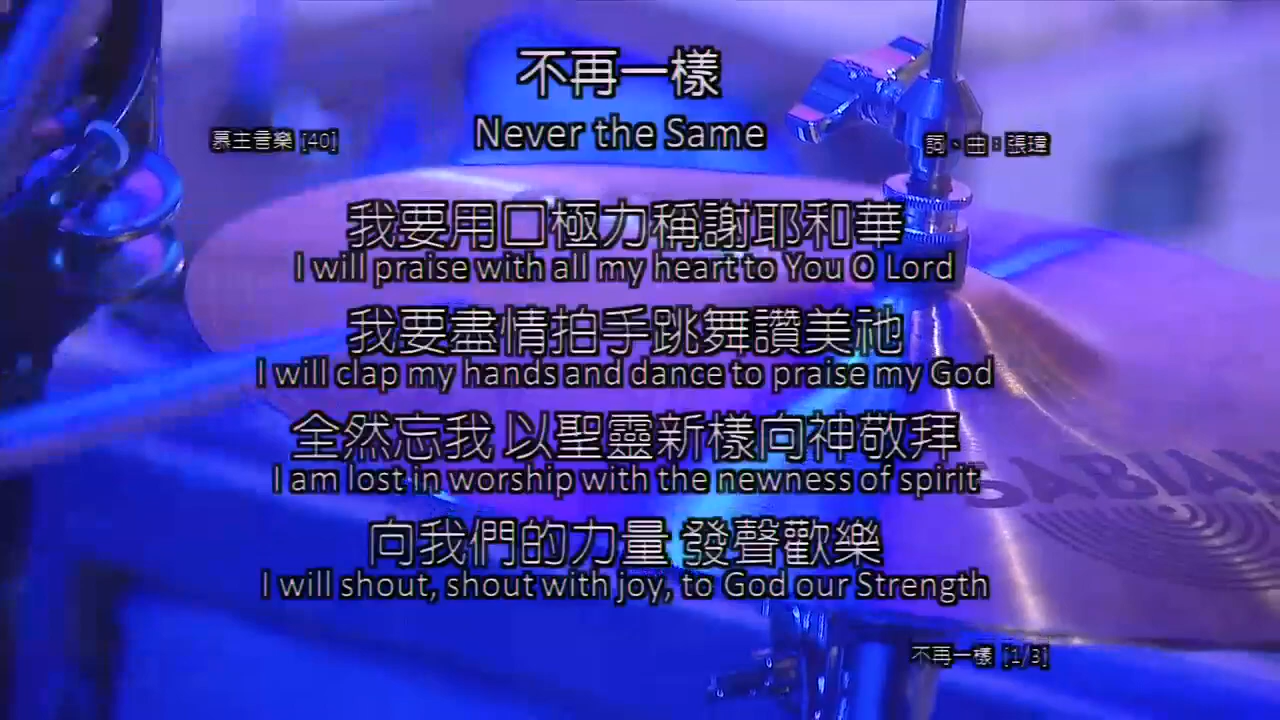 不再一樣
Never the Same
慕主音樂 [40]
詞、曲：張瑋
我要用口極力稱謝耶和華
I will praise with all my heart to You O Lord
我要盡情拍手跳舞讚美祂
I will clap my hands and dance to praise my God
全然忘我 以聖靈新樣向神敬拜
I am lost in worship with the newness of spirit
SABIAN
向我們的力量 發聲歡樂
I will shout, shout with joy, to God our Strength
不再一樣 [1/3]